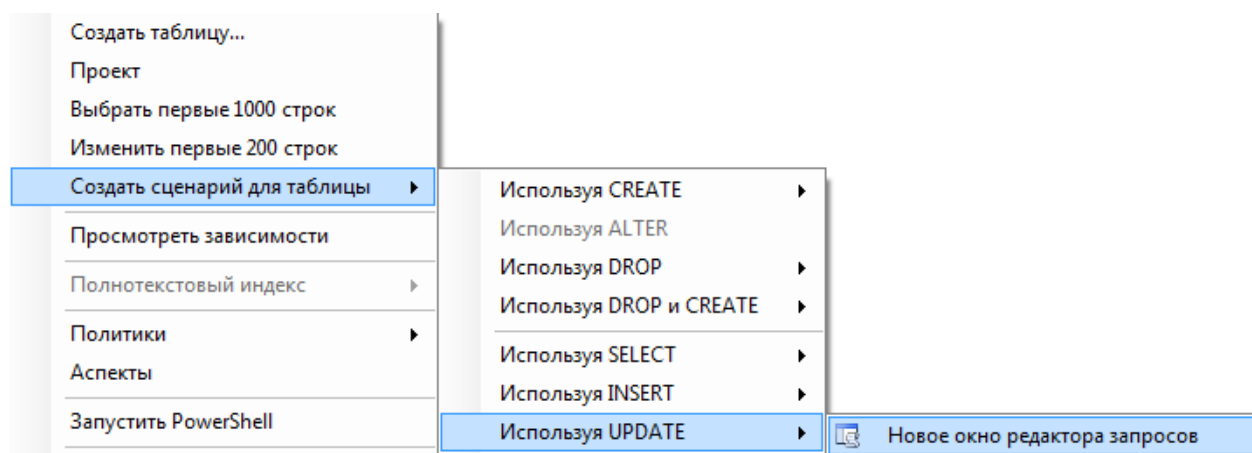 Создать таблицу...
Проект
Выбрать первые 1000 строк
Изменить первые 200 строк
Создать сценарий для таблицы
Просмотреть зависимости
Полнотекстовый индекс
Политики
Аспекты
Запустить PowerShell
Используя CREATE
Используя ALTER
Используя DROP
Используя DROP и CREATE
Используя SELECT
Используя INSERT
Используя UPDATE
Новое окно редактора запросов